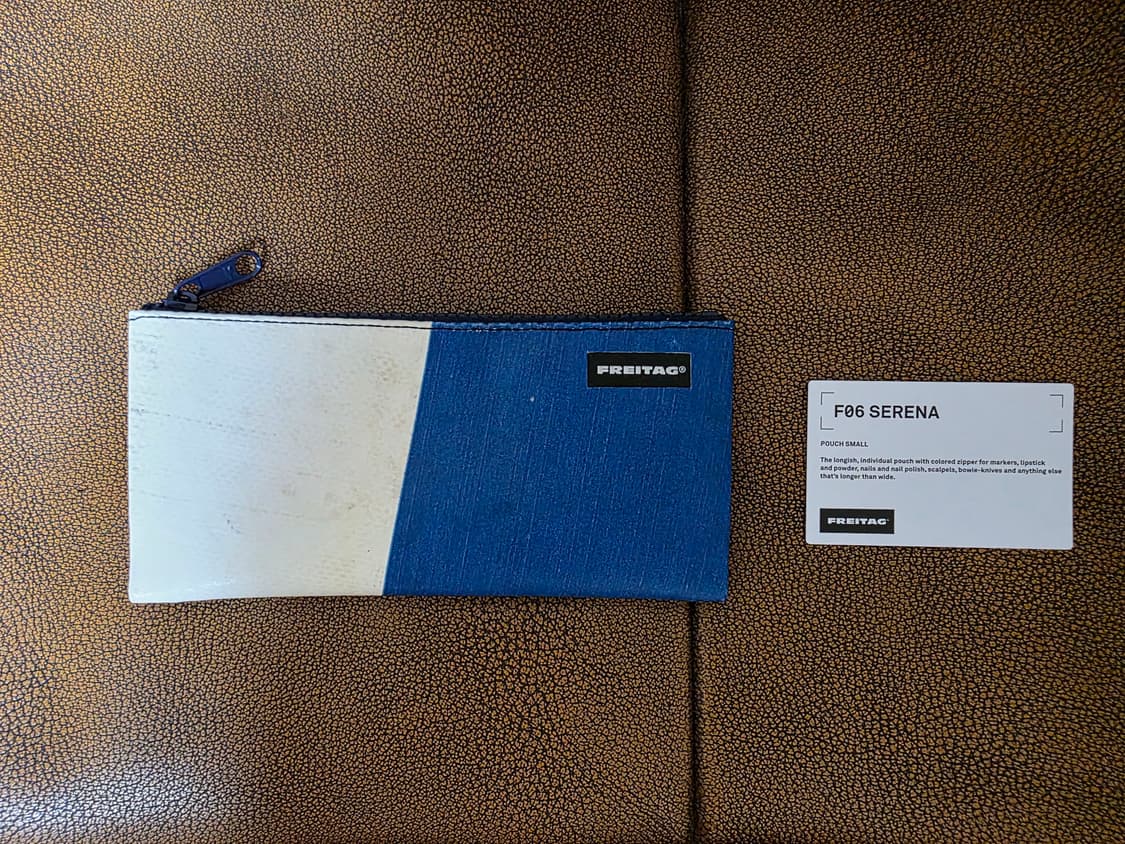 FREITAG®
F06 SERENA
POUCH SMALL
The longish, individual pouch with colored zipper for markers, lipstick
and powder, nails and nail polish, scalpels, bowie-knives and anything else
that's longer than wide.
FREITAG®